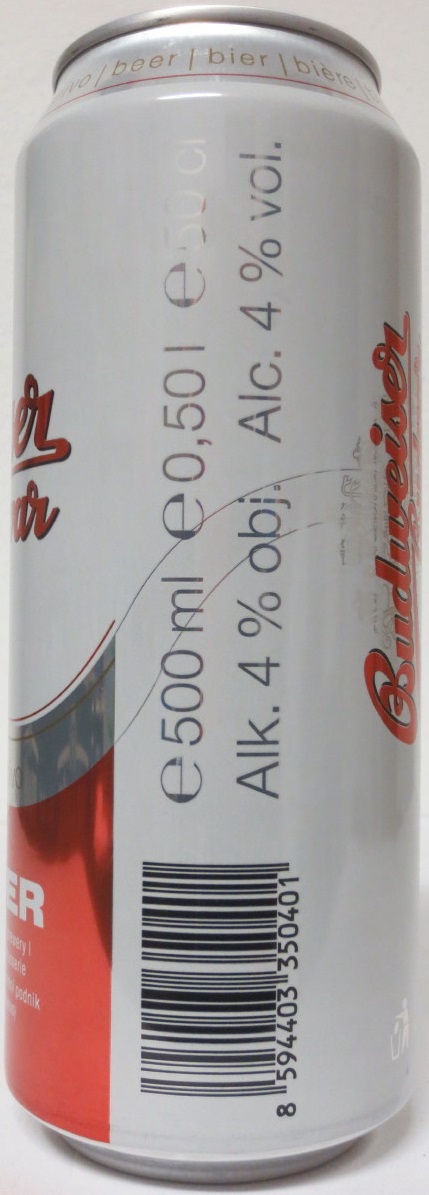 | beer | bier | bière |
℮ 500 ml ℮ 0,50 l ℮ 50 cl
Alk. 4 % obj. Alc. 4 % vol.
Budweiser
8 594403 350401
podnik